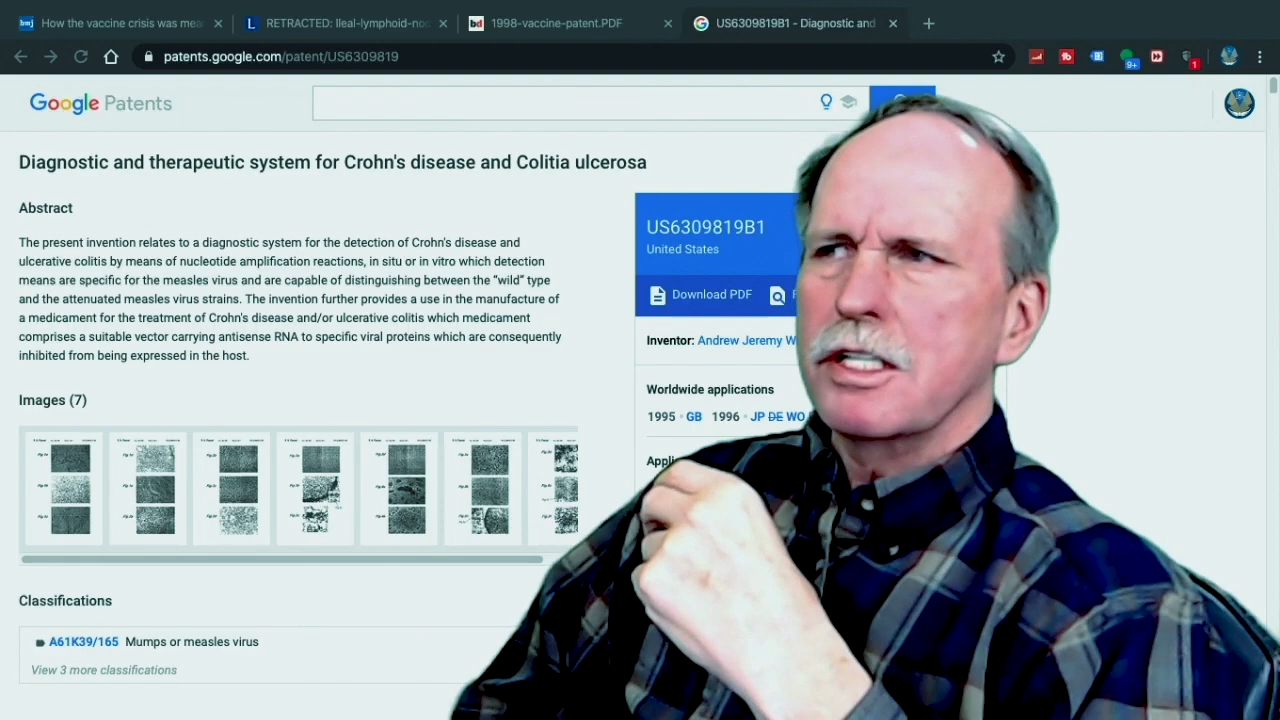 How the vaccine crisis was mea
RETRACTED: Ileal-lymphoid-no
1998-vaccine-patent.PDF
US6309819B1 - Diagnostic and
patents.google.com/patent/US6309819
9+
1
Google Patents
Diagnostic and therapeutic system for Crohn's disease and Colitia ulcerosa
Abstract
The present invention relates to a diagnostic system for the detection of Crohn's disease and
ulcerative colitis by means of nucleotide amplification reactions, in situ or in vitro which detection
means are specific for the measles virus and are capable of distinguishing between the “wild” type
and the attenuated measles virus strains. The invention further provides a use in the manufacture of
a medicament for the treatment of Crohn's disease and/or ulcerative colitis which medicament
comprises a suitable vector carrying antisense RNA to specific viral proteins which are consequently
inhibited from being expressed in the host.
Images (7)
Classifications
A61K39/165 Mumps or measles virus
View 3 more classifications
US6309819B1
United States
Download PDF
Inventor: Andrew Jeremy W
Worldwide applications
1995 · GB 1996 · JP DE WO
Appli